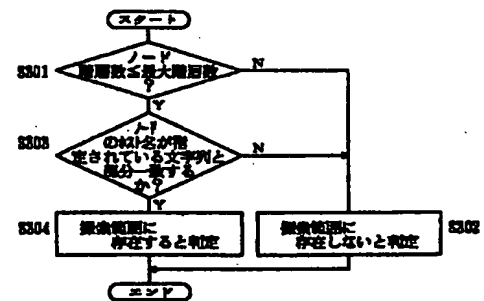 スタート
S301
ノード
階層数≦最大階層数
?
N
Y
S303
ノード
のホスト名が指
定されている文字列と
部分一致する
か?
N
Y
S304
探索範囲に
存在すると判定
探索範囲に
存在しないと判定
S302
エンド